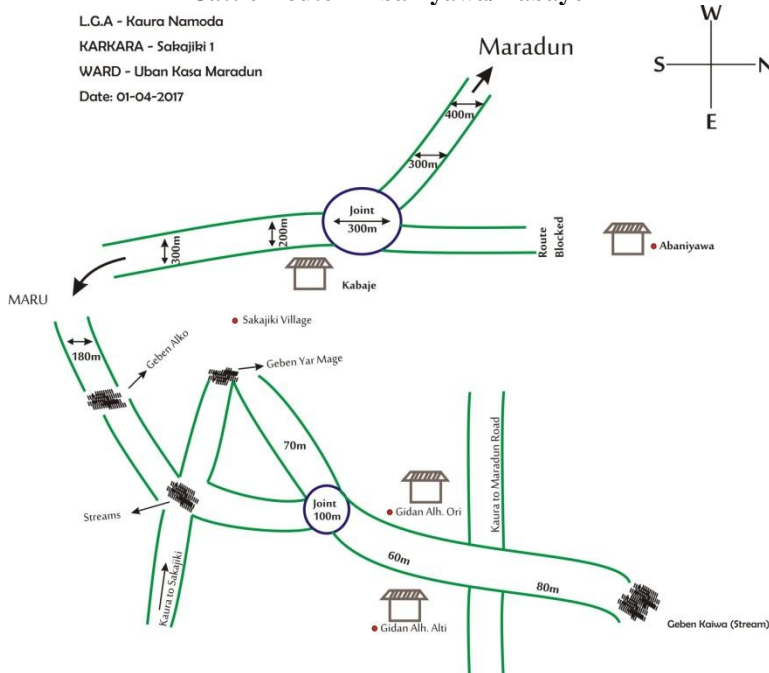 L.G.A - Kaura Namoda
KARKARA - Sakajiki 1
WARD - Uban Kasa Maradun
Date: 01-04-2017
Maradun
W
S
N
E
400m
300m
Joint
300m
200m
300m
Route
Blocked
Abaniyawa
Kabaje
MARU
Sakajiki Village
180m
Geben Alko
Geben Yar Mage
70m
Kaura to Maradun Road
Streams
Joint
100m
Gidan Alh. Ori
60m
80m
Kaura to Sakajiki
Gidan Alh. Alti
Geben Kaiwa (Stream)